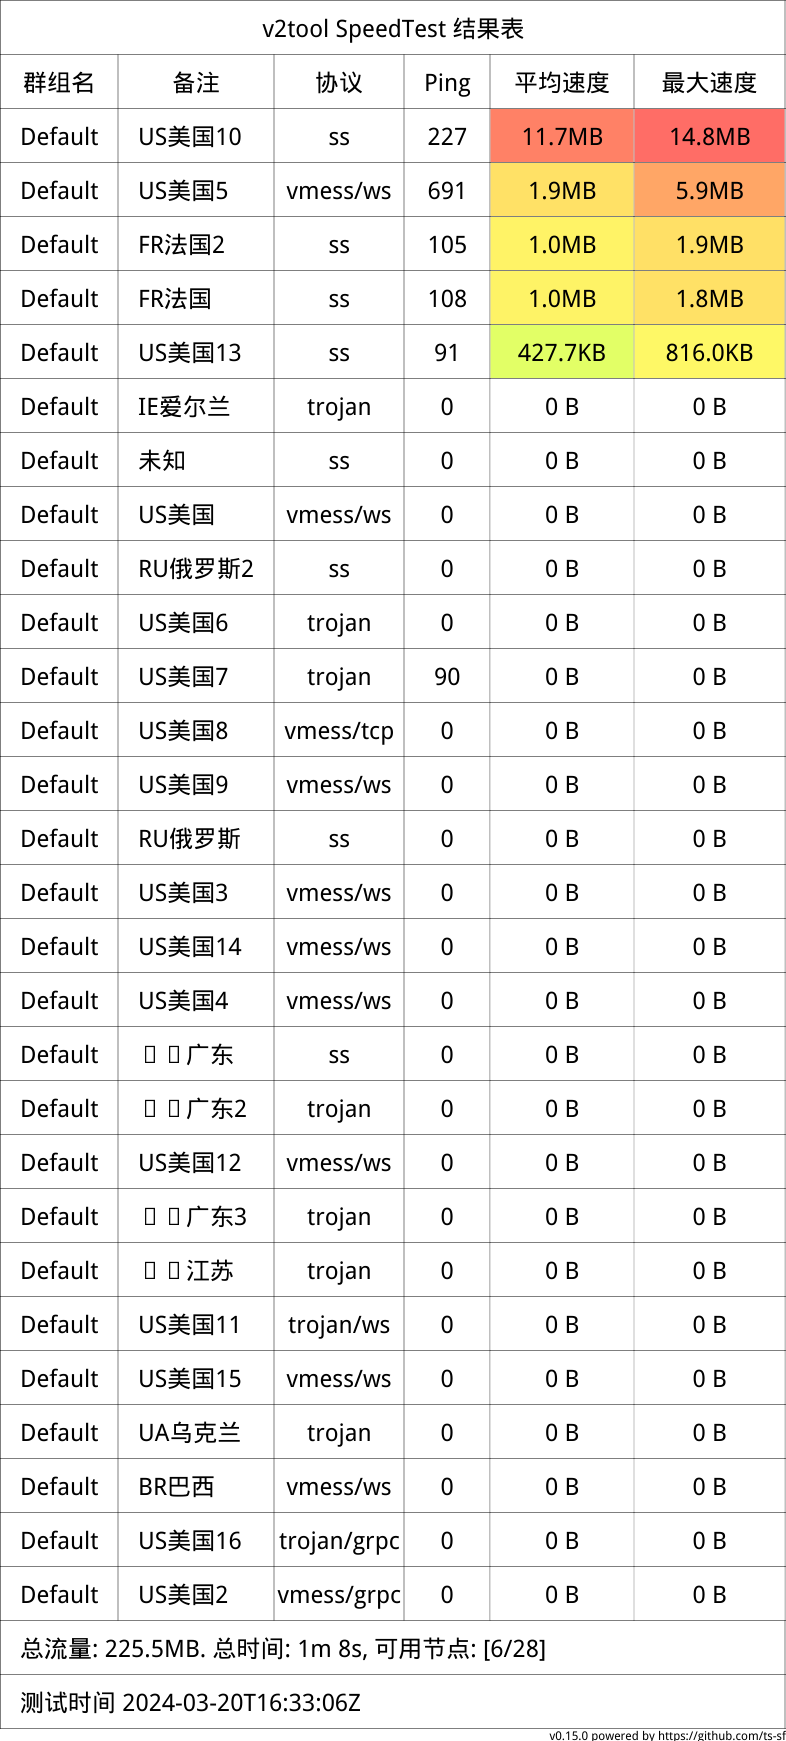 v2tool SpeedTest 结果表
群组名 备注 协议 Ping 平均速度 最大速度
Default US美国10 ss 227 11.7MB 14.8MB
Default US美国5 vmess/ws 691 1.9MB 5.9MB
Default FR法国2 ss 105 1.0MB 1.9MB
Default FR法国 ss 108 1.0MB 1.8MB
Default US美国13 ss 91 427.7KB 816.0KB
Default IE爱尔兰 trojan 0 0 B 0 B
Default 未知 ss 0 0 B 0 B
Default US美国 vmess/ws 0 0 B 0 B
Default RU俄罗斯2 ss 0 0 B 0 B
Default US美国6 trojan 0 0 B 0 B
Default US美国7 trojan 90 0 B 0 B
Default US美国8 vmess/tcp 0 0 B 0 B
Default US美国9 vmess/ws 0 0 B 0 B
Default RU俄罗斯 ss 0 0 B 0 B
Default US美国3 vmess/ws 0 0 B 0 B
Default US美国14 vmess/ws 0 0 B 0 B
Default US美国4 vmess/ws 0 0 B 0 B
Default 广东 ss 0 0 B 0 B
Default 广东2 trojan 0 0 B 0 B
Default US美国12 vmess/ws 0 0 B 0 B
Default 广东3 trojan 0 0 B 0 B
Default 江苏 trojan 0 0 B 0 B
Default US美国11 trojan/ws 0 0 B 0 B
Default US美国15 vmess/ws 0 0 B 0 B
Default UA乌克兰 trojan 0 0 B 0 B
Default BR巴西 vmess/ws 0 0 B 0 B
Default US美国16 trojan/grpc 0 0 B 0 B
Default US美国2 vmess/grpc 0 0 B 0 B
总流量: 225.5MB. 总时间: 1m 8s, 可用节点: [6/28]
测试时间 2024-03-20T16:33:06Z
v0.15.0 powered by https://github.com/ts-sf